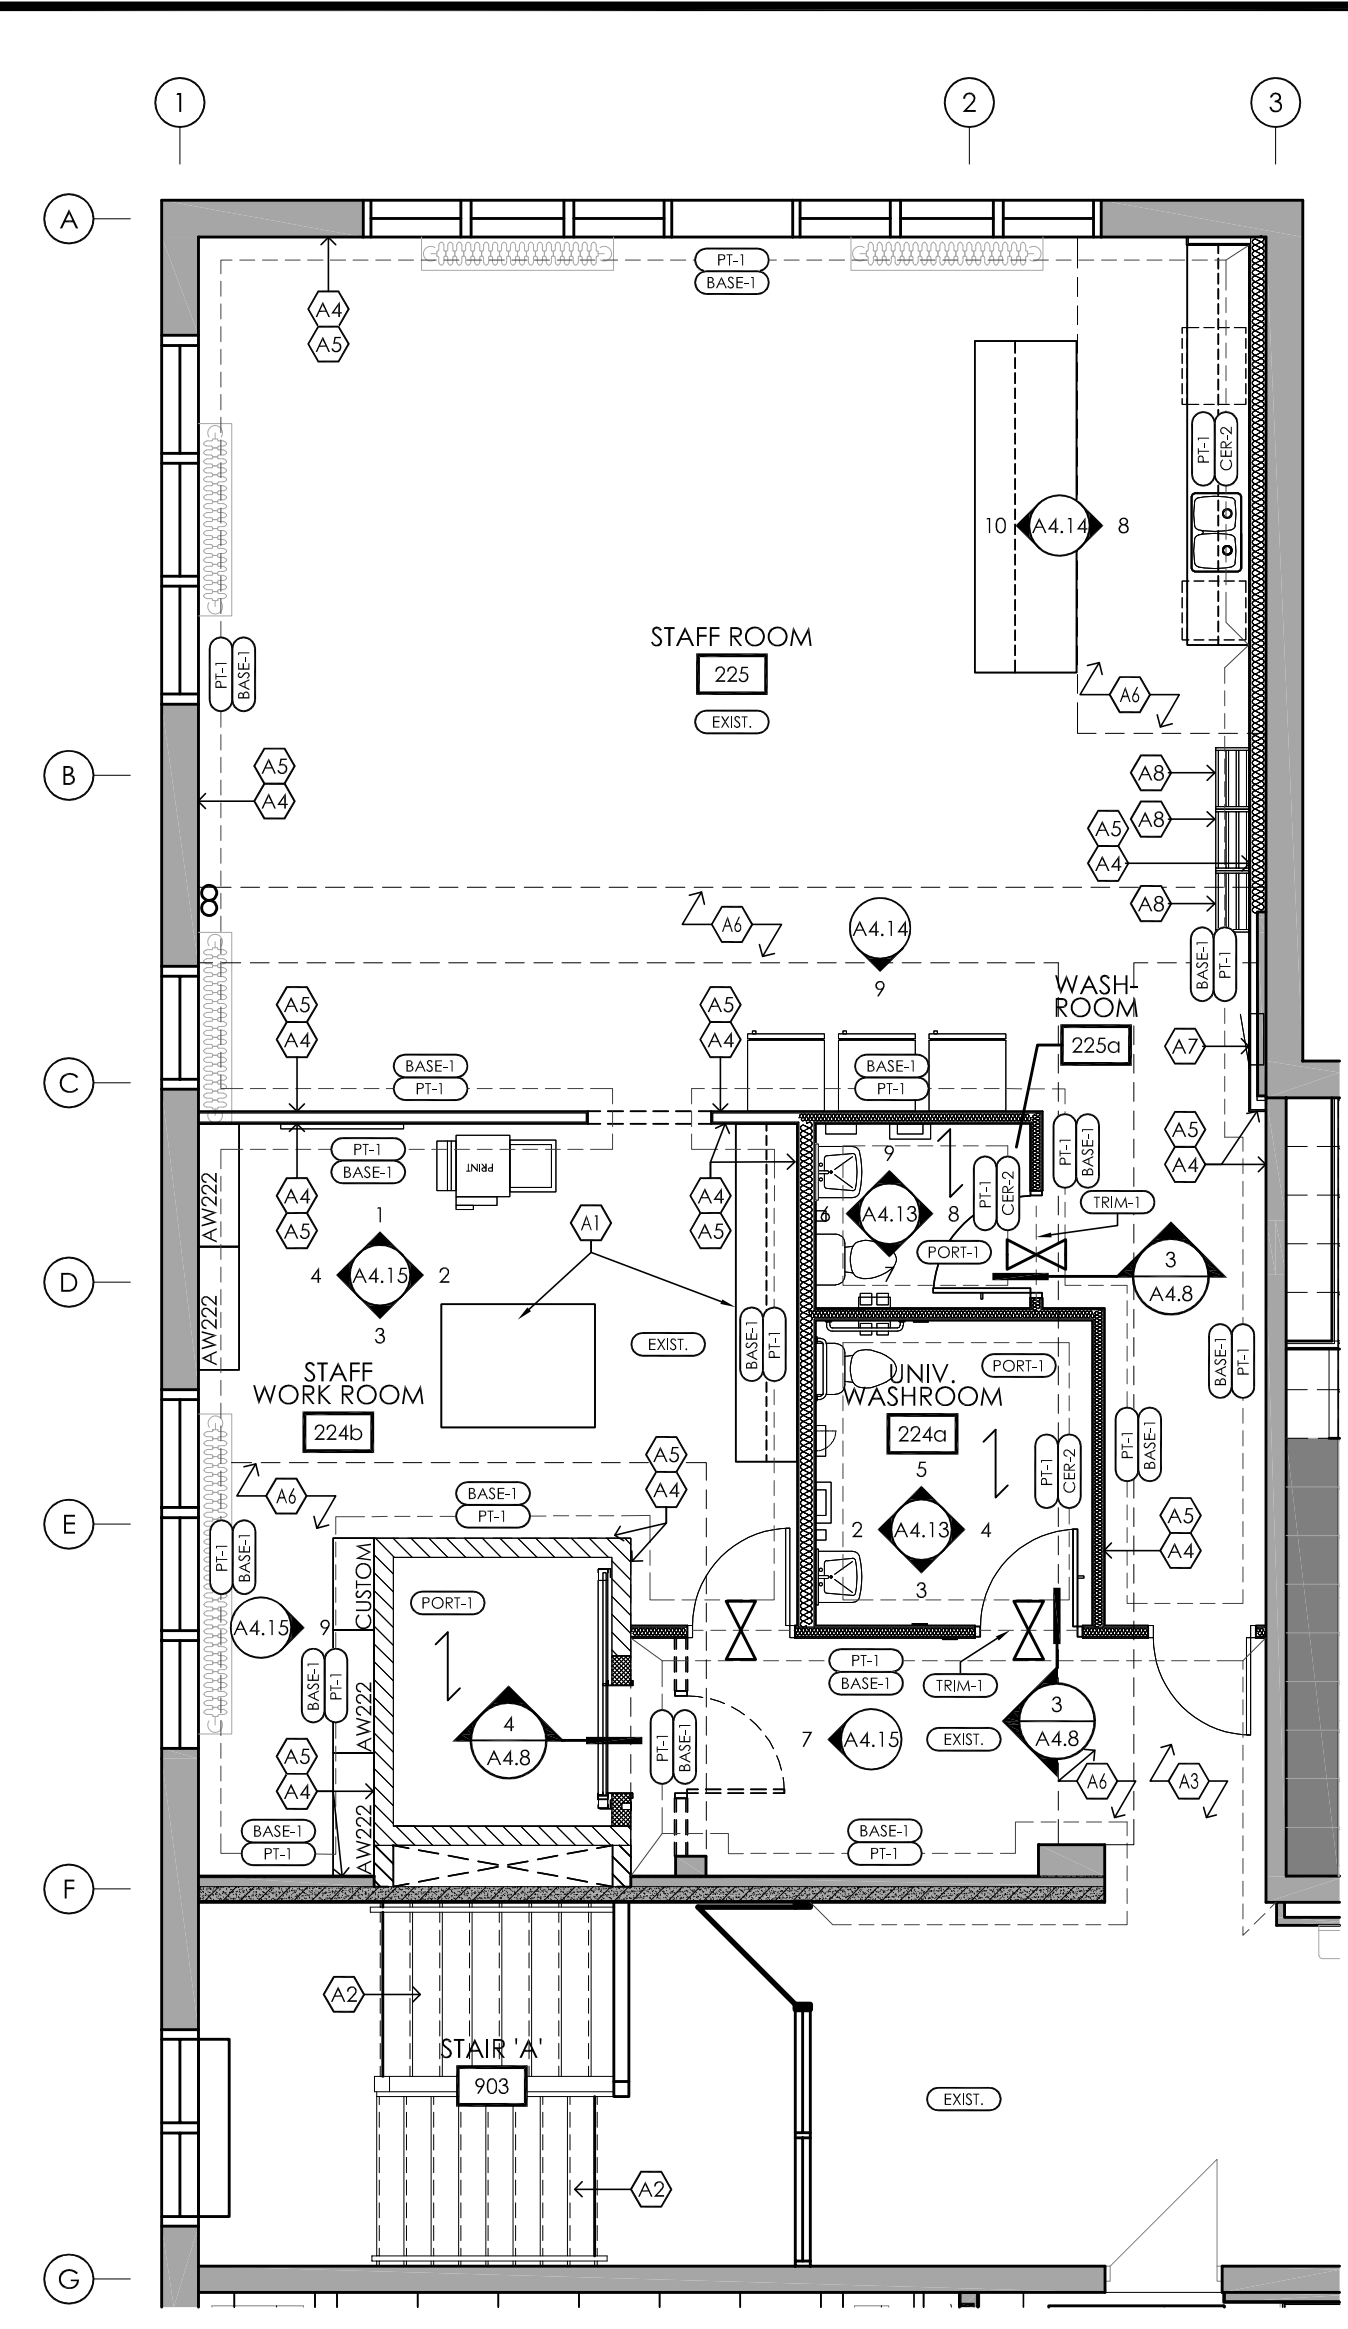 1
2
3
A
PT-1
BASE-1
A4
A5
PT-1
CER-2
10
A4.14
8
STAFF ROOM
225
EXIST.
PT-1
BASE-1
A6
B
A5
A4
A8
A8
A5
A4
A8
A6
A4.14
9
BASE-1
PT-1
WASH-
ROOM
225a
A5
A4
A5
A4
A7
C
BASE-1
PT-1
BASE-1
PT-1
PT-1
BASE-1
PT-1
BASE-1
A5
A4
PRINT
AW222
A4
A5
A4
A5
9
6
A4.13
8
7
PT-1
CER-2
TRIM-1
PORT-1
A1
1
4
A4.15
2
3
D
3
A4.8
AW222
EXIST.
BASE-1
PT-1
BASE-1
PT-1
STAFF
WORK ROOM
224b
UNIV.
WASHROOM
224a
PORT-1
PT-1
CER-2
PT-1
BASE-1
A5
A4
A6
BASE-1
PT-1
5
2
A4.13
4
3
A5
A4
E
PT-1
BASE-1
CUSTOM
PORT-1
A4.15
9
BASE-1
PT-1
AW222
PT-1
BASE-1
TRIM-1
4
A4.8
PT-1
BASE-1
7
A4.15
EXIST.
3
A4.8
A5
A4
A6
A3
AW222
BASE-1
PT-1
BASE-1
PT-1
F
A2
STAIR 'A'
903
EXIST.
A2
G